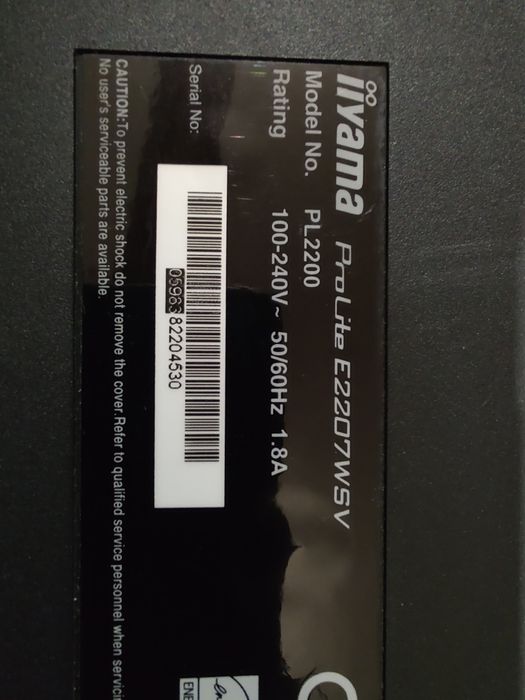 iiyama ProLite E2207WSV
Model No. PL2200
Rating 100-240V~ 50/60Hz 1.8A
Serial No:
0596382204530
CAUTION:To prevent electric shock do not remove the cover.Refer to qualified service personnel when servici
No user's serviceable parts are available.